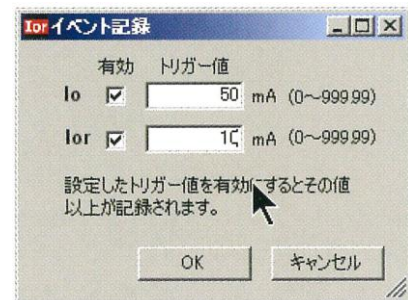 Ior イベント記録
有効 トリガー値
Io 50 mA (0～999.99)
Ior 10 mA (0～999.99)
設定したトリガー値を有効にするとその値
以上が記録されます。
OK キャンセル